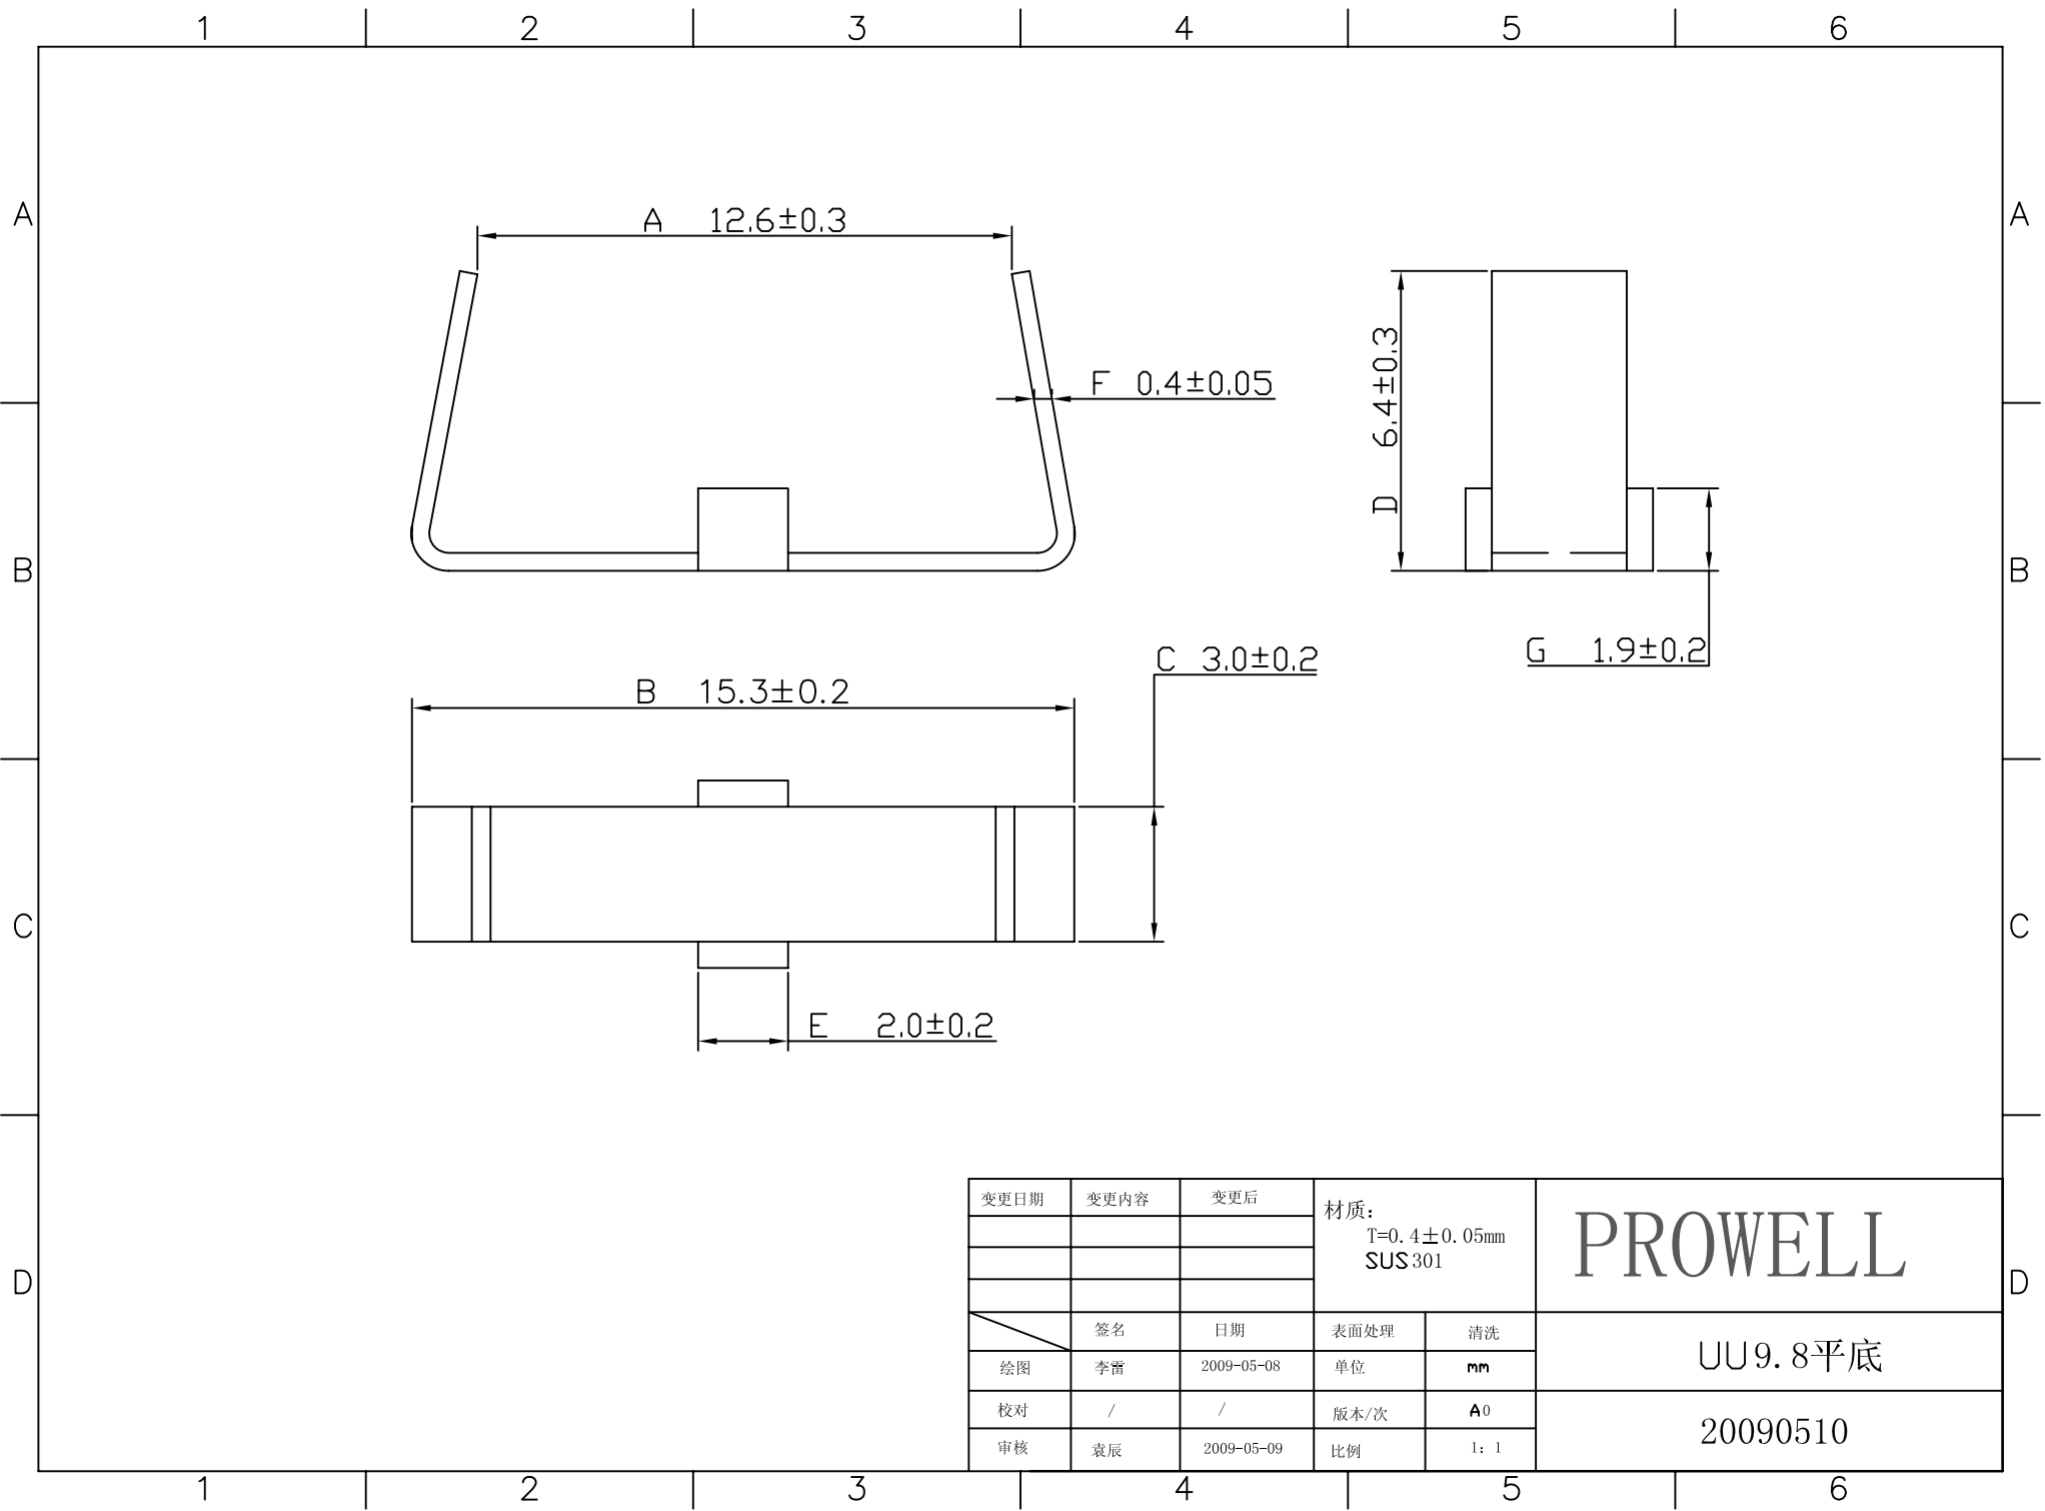 1 2 3 4 5 6
A A
A 12.6±0.3
F 0.4±0.05
D 6.4±0.3
B B
G 1.9±0.2
C 3.0±0.2
B 15.3±0.2
C C
E 2.0±0.2
D D
变更日期 变更内容 变更后
材质:
T=0.4±0.05mm
SUS301
PROWELL
签名 日期 表面处理 清洗
UU9.8平底
绘图 李雷 2009-05-08 单位 mm
校对 / / 版本/次 A0
20090510
审核 袁辰 2009-05-09 比例 1:1
1 2 3 4 5 6